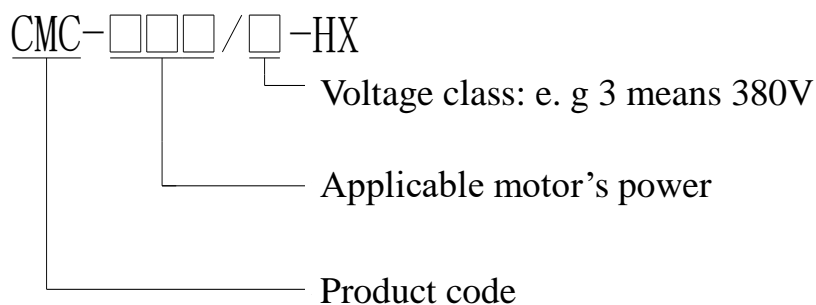 CMC-□□□/□-HX
Voltage class: e. g 3 means 380V
Applicable motor's power
Product code